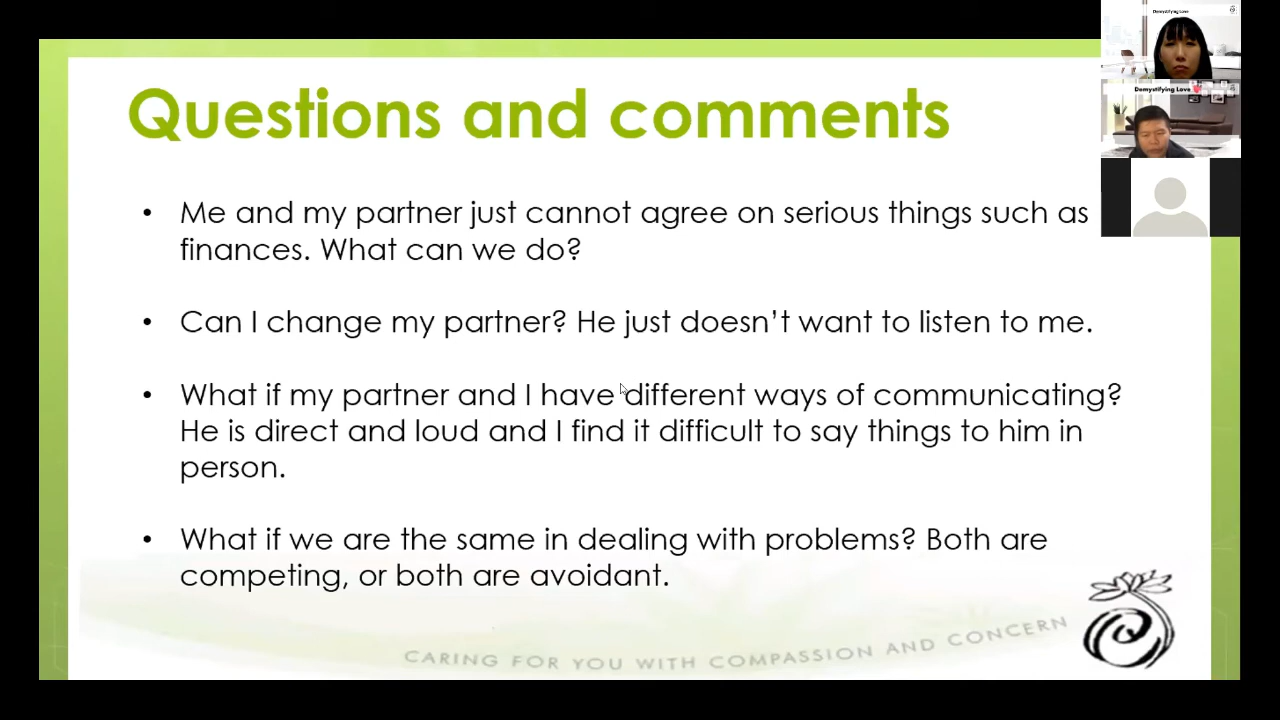 Demystifying Love
Demystifying Love
Questions and comments
• Me and my partner just cannot agree on serious things such as
finances. What can we do?
• Can I change my partner? He just doesn’t want to listen to me.
• What if my partner and I have different ways of communicating?
He is direct and loud and I find it difficult to say things to him in
person.
• What if we are the same in dealing with problems? Both are
competing, or both are avoidant.
CARING FOR YOU WITH COMPASSION AND CONCERN